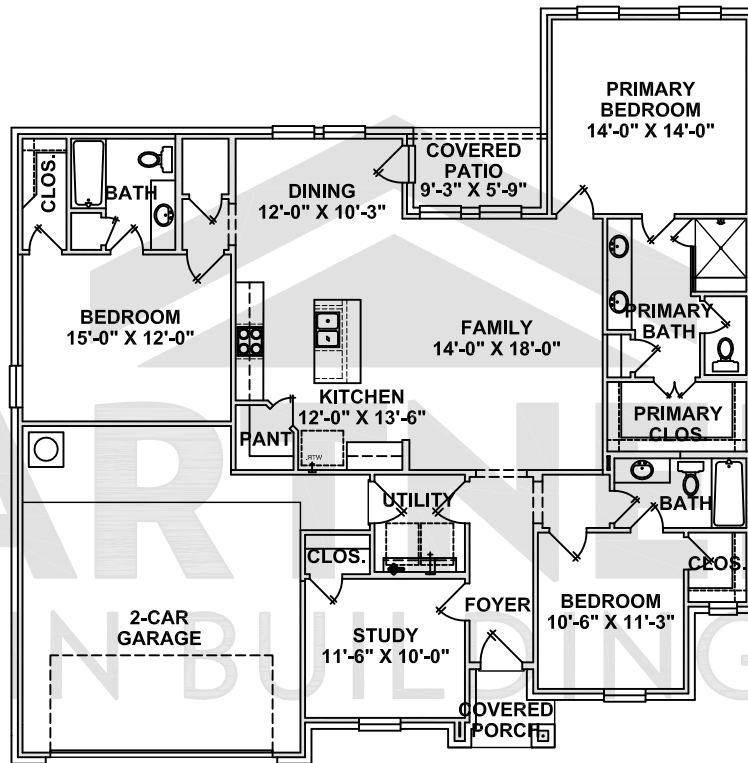 PRIMARY
BEDROOM
14'-0" X 14'-0"
COVERED
PATIO
9'-3" X 5'-9"
CLOS.
BATH
DINING
12'-0" X 10'-3"
BEDROOM
15'-0" X 12'-0"
FAMILY
14'-0" X 18'-0"
PRIMARY
BATH
KITCHEN
12'-0" X 13'-6"
PANT
PRIMARY
CLOS.
UTILITY
BATH
CLOS.
CLOS.
BEDROOM
10'-6" X 11'-3"
FOYER
2-CAR
GARAGE
STUDY
11'-6" X 10'-0"
COVERED
PORCH
ARTNE
IN BUILDING